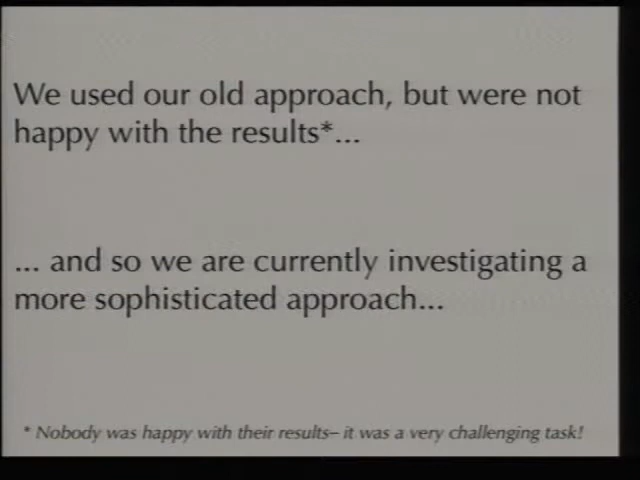 We used our old approach, but were not
happy with the results*...
... and so we are currently investigating a
more sophisticated approach...
* Nobody was happy with their results– it was a very challenging task!